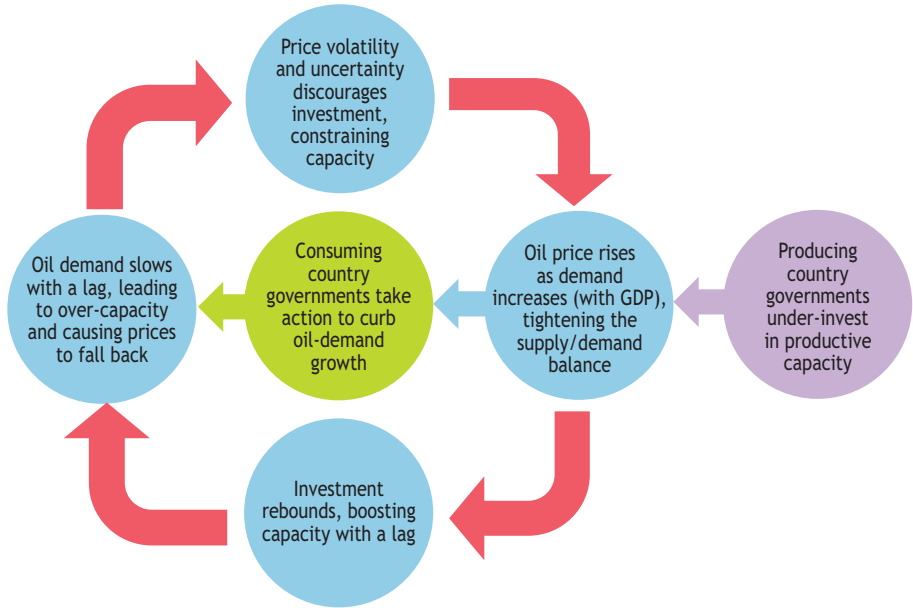 Price volatility
and uncertainty
discourages
investment,
constraining
capacity
Oil demand slows
with a lag, leading
to over-capacity
and causing prices
to fall back
Consuming
country
governments take
action to curb
oil-demand
growth
Oil price rises
as demand
increases (with GDP),
tightening the
supply/demand
balance
Producing
country
governments
under-invest
in productive
capacity
Investment
rebounds, boosting
capacity with a lag